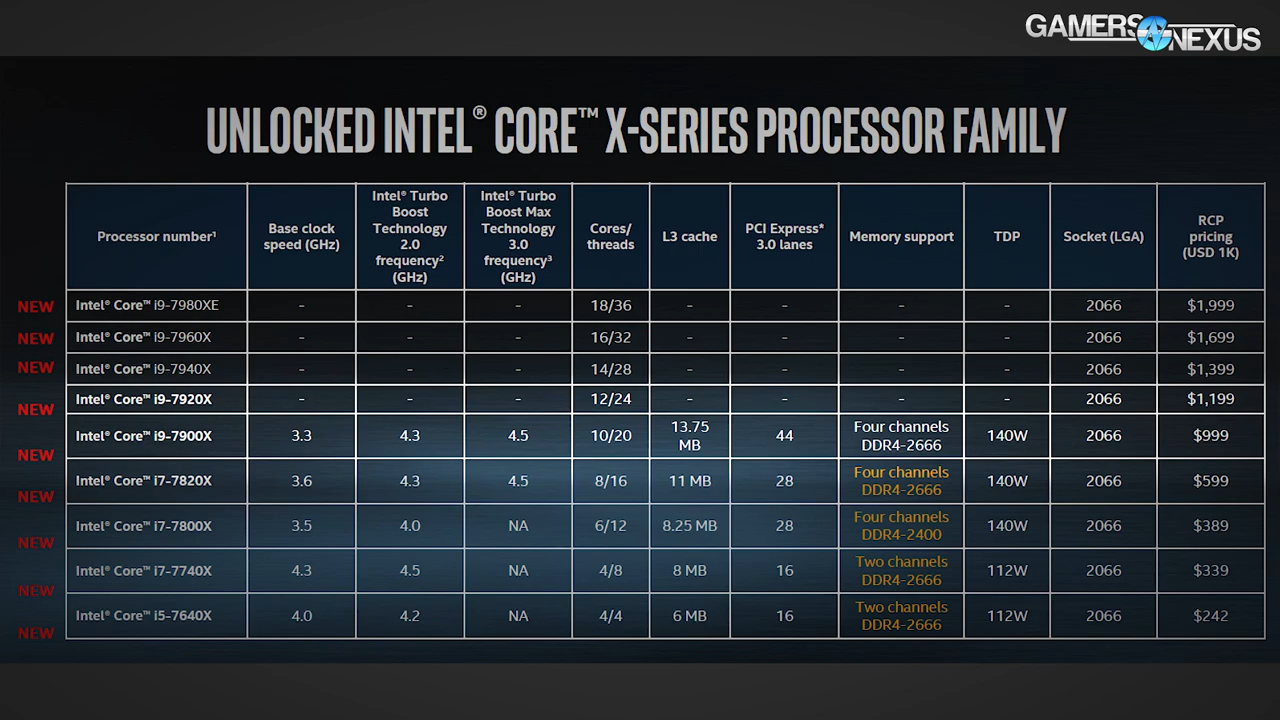 GAMERS NEXUS
UNLOCKED INTEL® CORE™ X-SERIES PROCESSOR FAMILY
Processor number¹ Base clock speed (GHz) Intel® Turbo Boost Technology 2.0 frequency² (GHz) Intel® Turbo Boost Max Technology 3.0 frequency³ (GHz) Cores/threads L3 cache PCI Express* 3.0 lanes Memory support TDP Socket (LGA) RCP pricing (USD 1K)
NEW Intel® Core™ i9-7980XE - - - 18/36 - - - - 2066 $1,999
NEW Intel® Core™ i9-7960X - - - 16/32 - - - - 2066 $1,699
NEW Intel® Core™ i9-7940X - - - 14/28 - - - - 2066 $1,399
NEW Intel® Core™ i9-7920X - - - 12/24 - - - - 2066 $1,199
NEW Intel® Core™ i9-7900X 3.3 4.3 4.5 10/20 13.75 MB 44 Four channels DDR4-2666 140W 2066 $999
NEW Intel® Core™ i7-7820X 3.6 4.3 4.5 8/16 11 MB 28 Four channels DDR4-2666 140W 2066 $599
NEW Intel® Core™ i7-7800X 3.5 4.0 NA 6/12 8.25 MB 28 Four channels DDR4-2400 140W 2066 $389
NEW Intel® Core™ i7-7740X 4.3 4.5 NA 4/8 8 MB 16 Two channels DDR4-2666 112W 2066 $339
NEW Intel® Core™ i5-7640X 4.0 4.2 NA 4/4 6 MB 16 Two channels DDR4-2666 112W 2066 $242